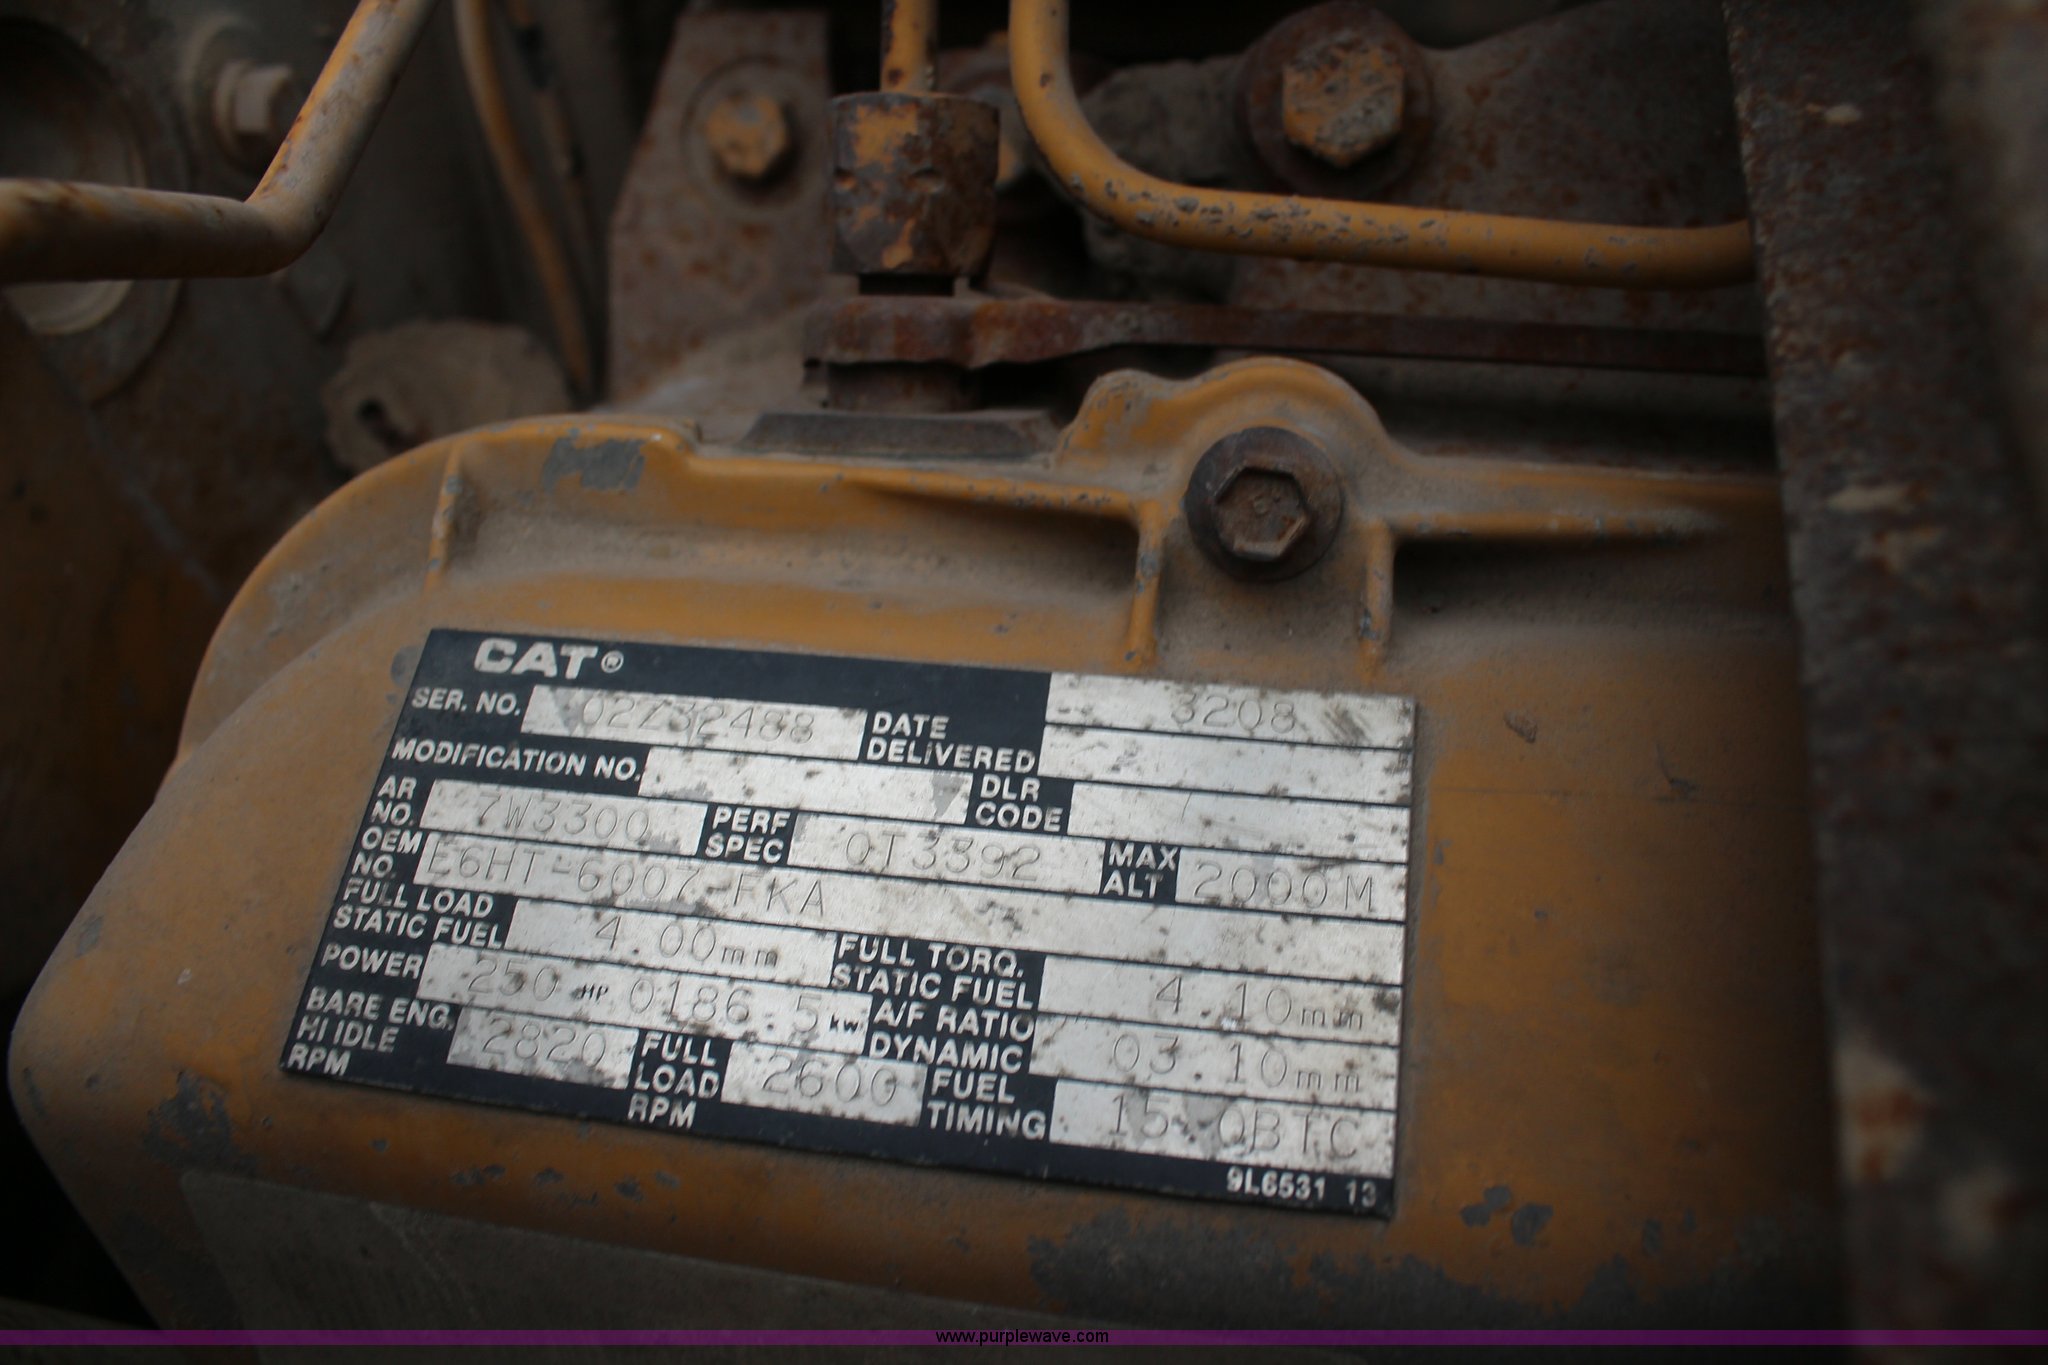 CAT®
3208
SER. NO. 02Z32488 DATE DELIVERED
MODIFICATION NO. DLR CODE
AR NO. 7W3300 PERF SPEC 0T3392 MAX ALT 2000M
OEM NO. E6HT-6007-FKA
FULL LOAD STATIC FUEL 4.00mm FULL TORQ. STATIC FUEL 4.10mm
POWER 250 HP 0186.5 kw A/F RATIO DYNAMIC 03.10mm
BARE ENG. HI IDLE RPM 2820 FULL LOAD RPM 2600 FUEL TIMING 15.0BTC
9L6531 13
www.purplewave.com